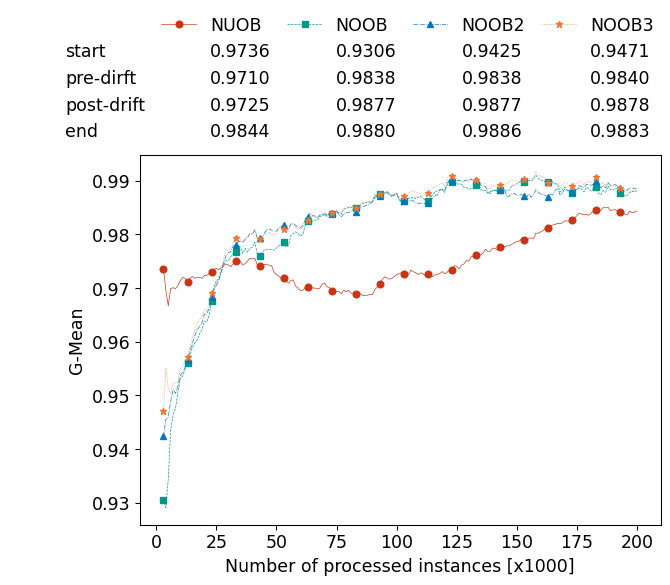 NUOB NOOB NOOB2 NOOB3
start 0.9736 0.9306 0.9425 0.9471
pre-dirft 0.9710 0.9838 0.9838 0.9840
post-drift 0.9725 0.9877 0.9877 0.9878
end 0.9844 0.9880 0.9886 0.9883
0.99
0.98
0.97
0.96
0.95
0.94
0.93
G-Mean
0 25 50 75 100 125 150 175 200
Number of processed instances [x1000]